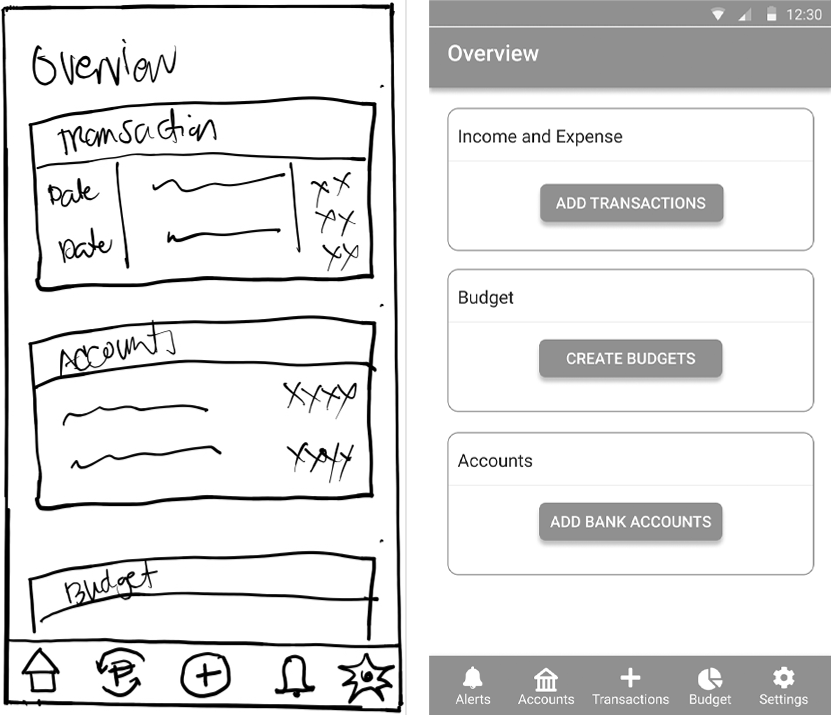 Overview
Transaction
Date XX
XX
Date XX
Accounts
XXXX
XXXX
Budget
12:30
Overview
Income and Expense
ADD TRANSACTIONS
Budget
CREATE BUDGETS
Accounts
ADD BANK ACCOUNTS
Alerts Accounts Transactions Budget Settings